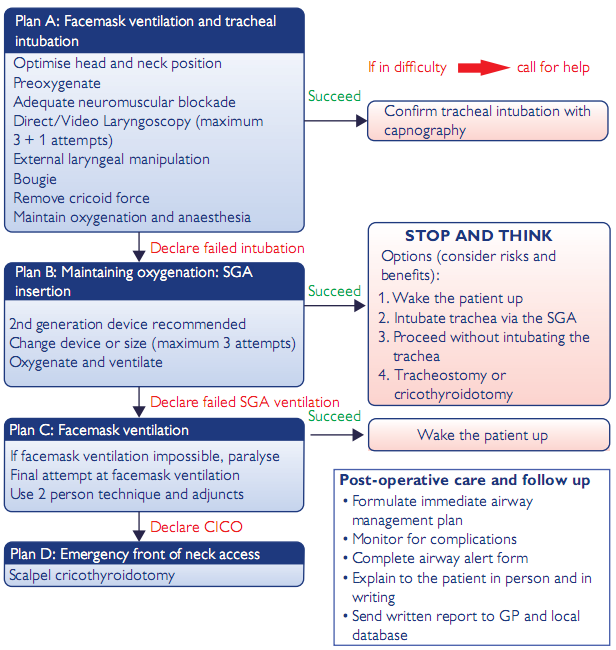 Plan A: Facemask ventilation and tracheal
intubation
Optimise head and neck position
Preoxygenate
Adequate neuromuscular blockade
Direct/Video Laryngoscopy (maximum
3 + 1 attempts)
External laryngeal manipulation
Bougie
Remove cricoid force
Maintain oxygenation and anaesthesia
If in difficulty
call for help
Succeed
Confirm tracheal intubation with
capnography
Declare failed intubation
Plan B: Maintaining oxygenation: SGA
insertion
2nd generation device recommended
Change device or size (maximum 3 attempts)
Oxygenate and ventilate
Succeed
STOP AND THINK
Options (consider risks and
benefits):
1. Wake the patient up
2. Intubate trachea via the SGA
3. Proceed without intubating the
trachea
4. Tracheostomy or
cricothyroidotomy
Declare failed SGA ventilation
Plan C: Facemask ventilation
If facemask ventilation impossible, paralyse
Final attempt at facemask ventilation
Use 2 person technique and adjuncts
Succeed
Wake the patient up
Declare CICO
Plan D: Emergency front of neck access
Scalpel cricothyroidotomy
Post-operative care and follow up
• Formulate immediate airway
management plan
• Monitor for complications
• Complete airway alert form
• Explain to the patient in person and in
writing
• Send written report to GP and local
database